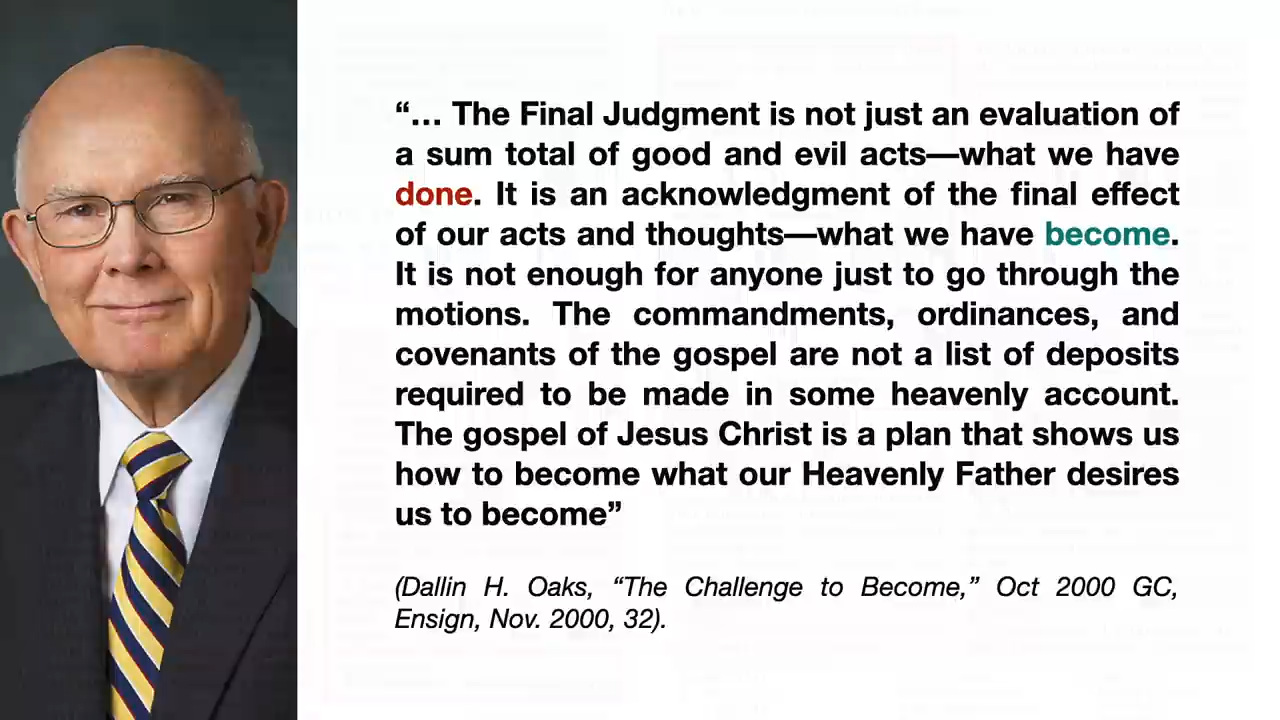 “… The Final Judgment is not just an evaluation of
a sum total of good and evil acts—what we have
done. It is an acknowledgment of the final effect
of our acts and thoughts—what we have become.
It is not enough for anyone just to go through the
motions. The commandments, ordinances, and
covenants of the gospel are not a list of deposits
required to be made in some heavenly account.
The gospel of Jesus Christ is a plan that shows us
how to become what our Heavenly Father desires
us to become”
(Dallin H. Oaks, “The Challenge to Become,” Oct 2000 GC,
Ensign, Nov. 2000, 32).